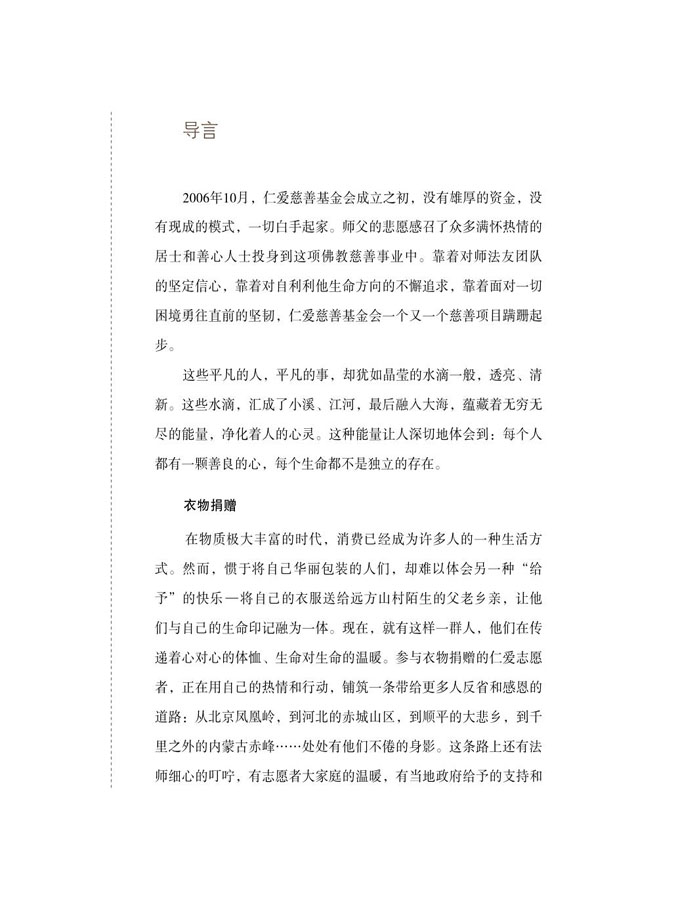 导言
2006年10月，仁爱慈善基金会成立之初，没有雄厚的资金，没
有现成的模式，一切白手起家。师父的悲愿感召了众多满怀热情的
居士和善心人士投身到这项佛教慈善事业中。靠着对师法友团队
的坚定信心，靠着对自利利他生命方向的不懈追求，靠着面对一切
困境勇往直前的坚韧，仁爱慈善基金会一个又一个慈善项目蹒跚起
步。
这些平凡的人，平凡的事，却犹如晶莹的水滴一般，透亮、清
新。这些水滴，汇成了小溪、江河，最后融入大海，蕴藏着无穷无
尽的能量，净化着人的心灵。这种能量让人深切地体会到：每个人
都有一颗善良的心，每个生命都不是独立的存在。
衣物捐赠
在物质极大丰富的时代，消费已经成为许多人的一种生活方
式。然而，惯于将自己华丽包装的人们，却难以体会另一种“给
予”的快乐—将自己的衣服送给远方山村陌生的父老乡亲，让他
们与自己的生命印记融为一体。现在，就有这样一群人，他们在传
递着心对心的体恤、生命对生命的温暖。参与衣物捐赠的仁爱志愿
者，正在用自己的热情和行动，铺筑一条带给更多人反省和感恩的
道路：从北京凤凰岭，到河北的赤城山区，到顺平的大悲乡，到千
里之外的内蒙古赤峰……处处有他们不倦的身影。这条路上还有法
师细心的叮咛，有志愿者大家庭的温暖，有当地政府给予的支持和